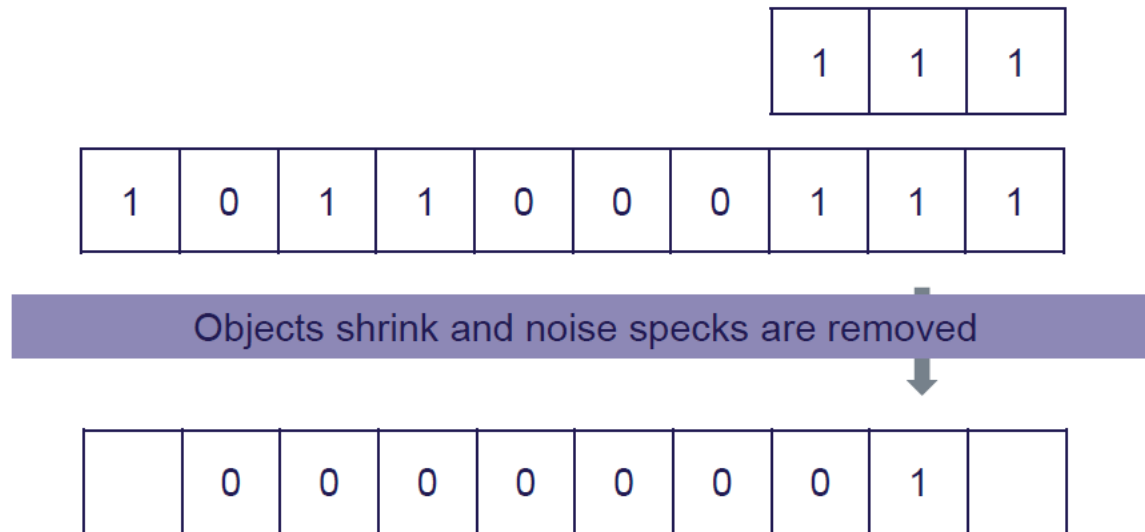 1 1 1
1 0 1 1 0 0 0 1 1 1
Objects shrink and noise specks are removed
0 0 0 0 0 0 0 1